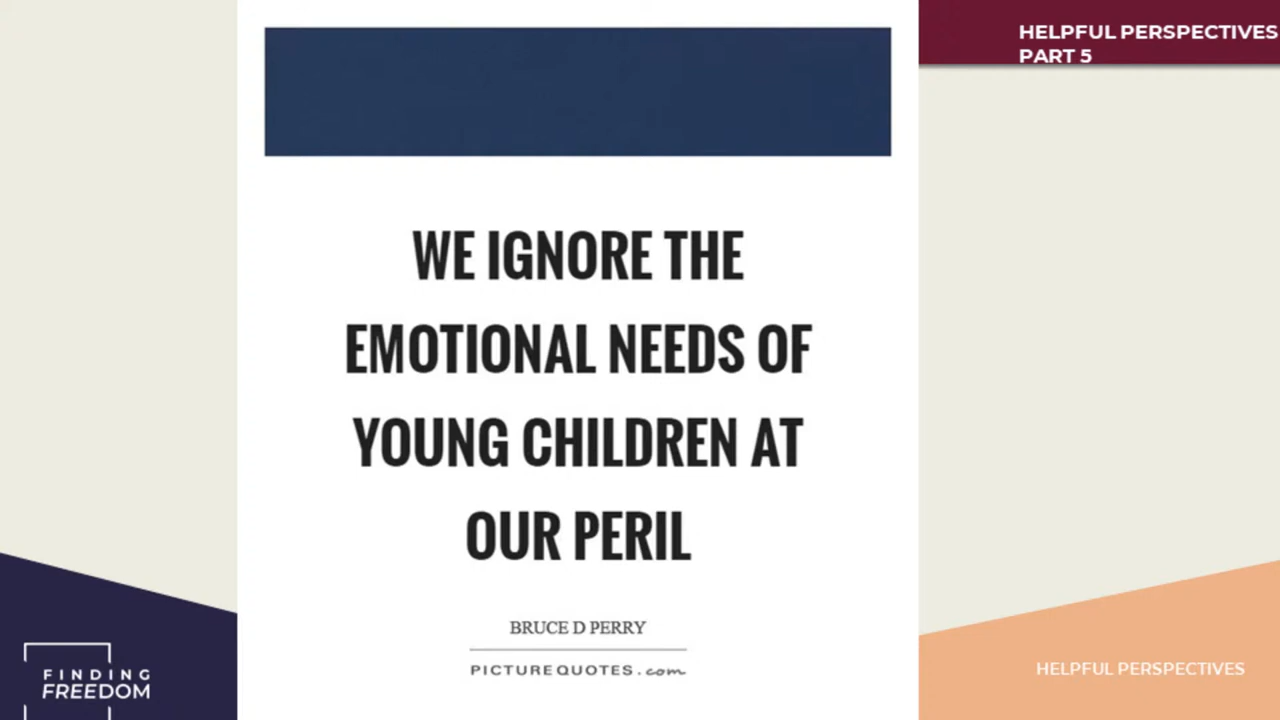 HELPFUL PERSPECTIVES
PART 5
WE IGNORE THE
EMOTIONAL NEEDS OF
YOUNG CHILDREN AT
OUR PERIL
BRUCE D PERRY
PICTUREQUOTES.com
FINDING
FREEDOM
HELPFUL PERSPECTIVES